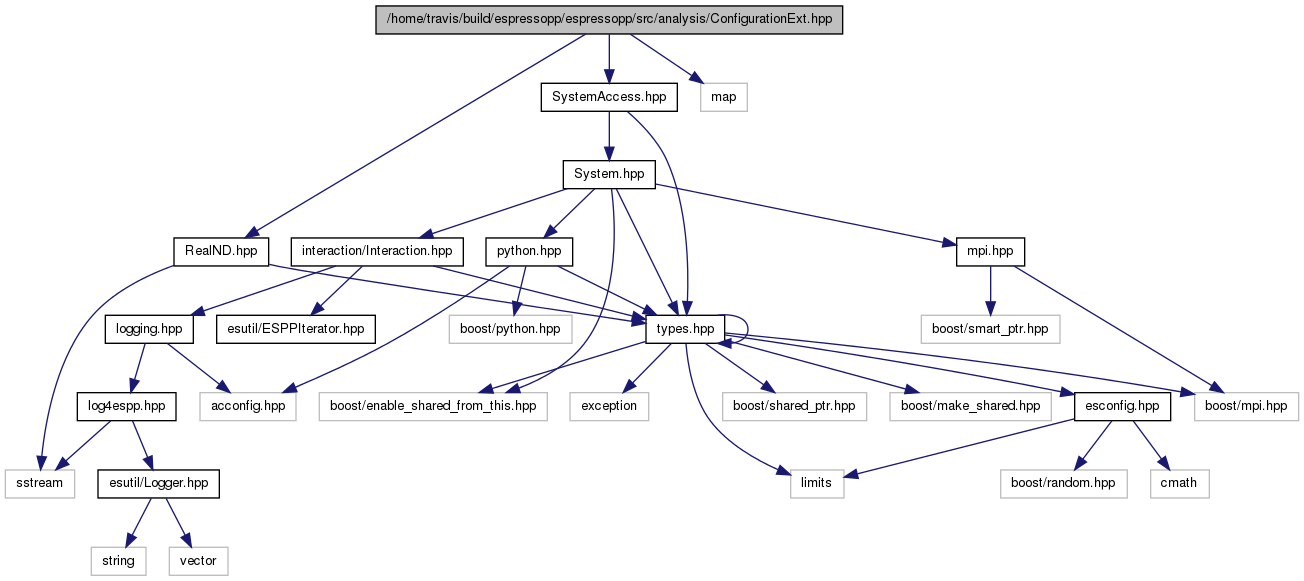 /home/travis/build/espressopp/espressopp/src/analysis/ConfigurationExt.hpp
SystemAccess.hpp
map
System.hpp
RealND.hpp
interaction/Interaction.hpp
python.hpp
mpi.hpp
logging.hpp
esutil/ESPPIterator.hpp
boost/python.hpp
types.hpp
boost/smart_ptr.hpp
log4espp.hpp
acconfig.hpp
boost/enable_shared_from_this.hpp
exception
boost/shared_ptr.hpp
boost/make_shared.hpp
esconfig.hpp
boost/mpi.hpp
sstream
esutil/Logger.hpp
limits
boost/random.hpp
cmath
string
vector